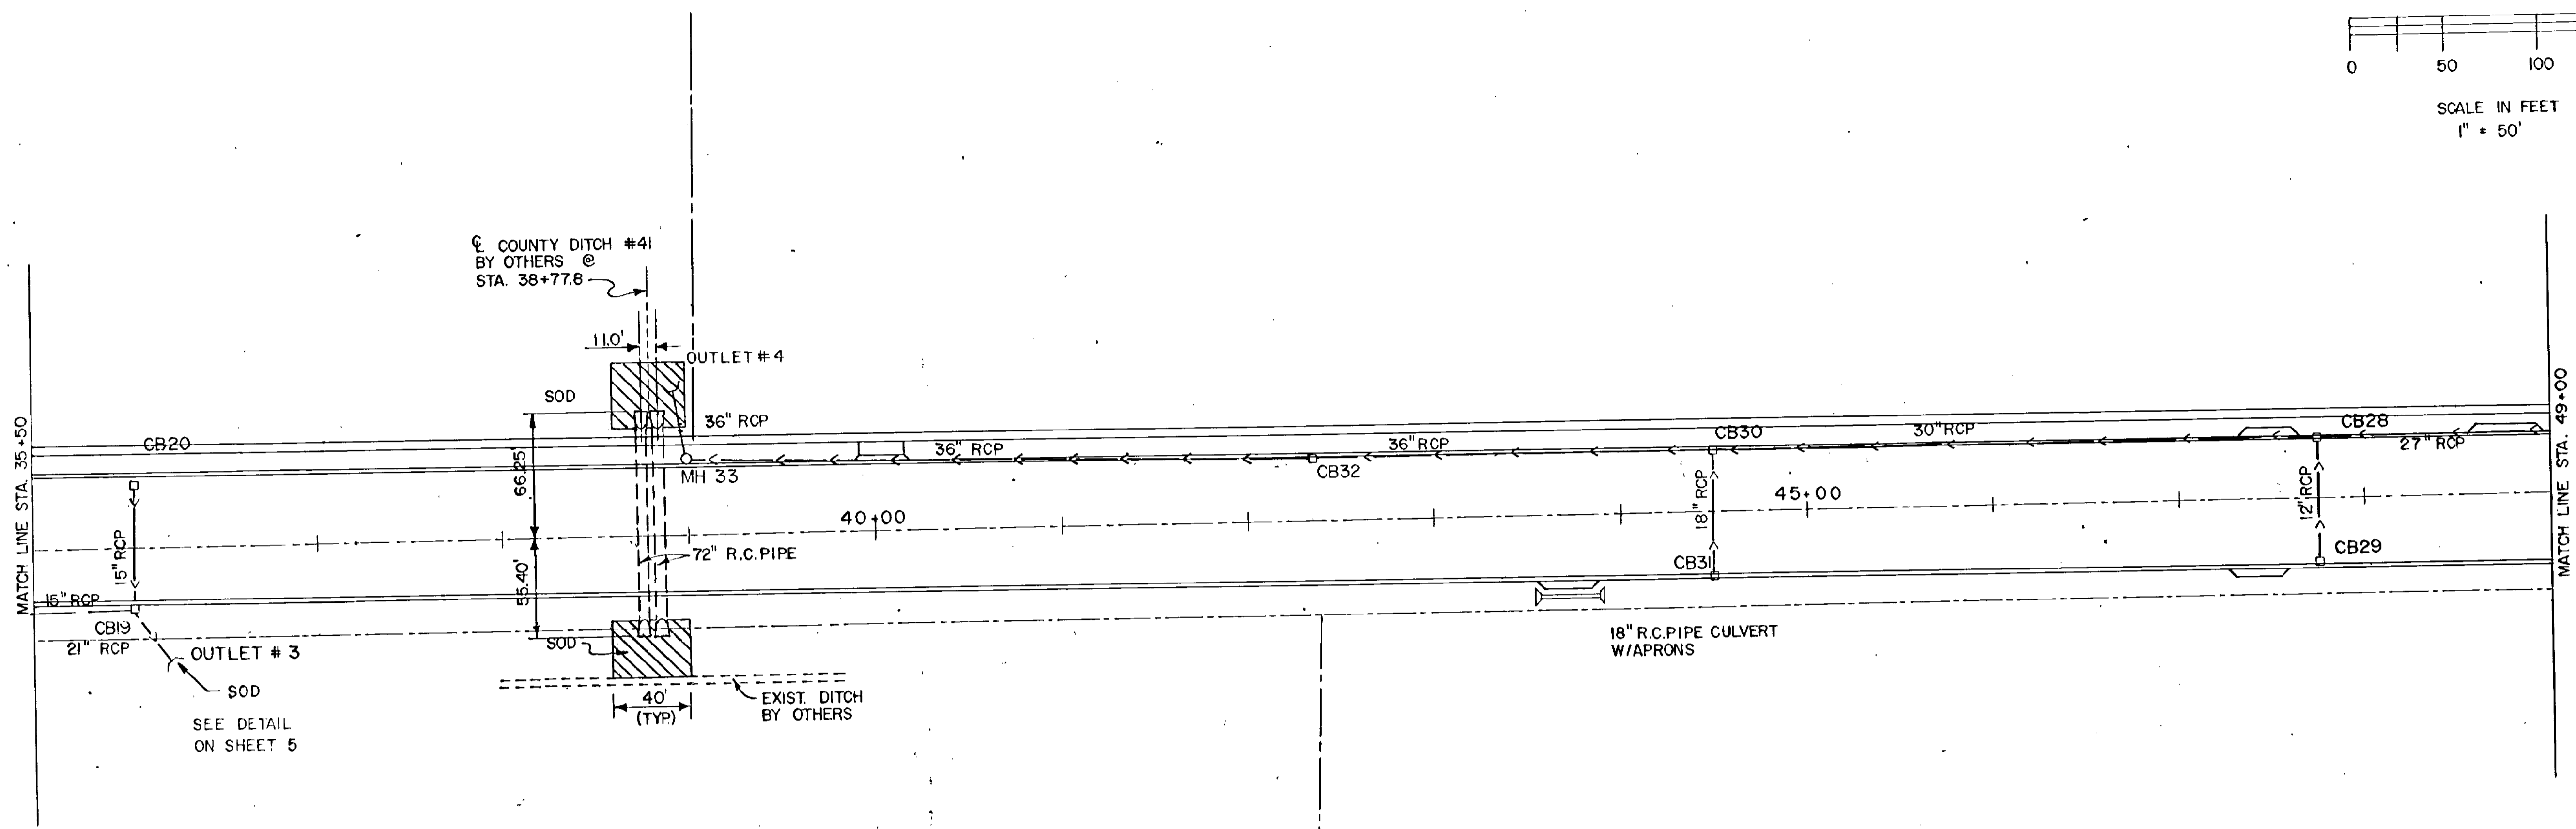 0 50 100
SCALE IN FEET
1" = 50'
℄ COUNTY DITCH #41
BY OTHERS @
STA. 38+77.8
11.0'
OUTLET #4
SOD
36" RCP
MATCH LINE STA. 35+50
CB20
66.25'
MH 33
36" RCP
36" RCP
CB32
CB30
30" RCP
CB28
27" RCP
MATCH LINE STA. 49+00
15" RCP
40+00
18" RCP
45+00
12" RCP
72" R.C.PIPE
55.40'
CB31
CB29
15" RCP
CB19
21" RCP
OUTLET # 3
SOD
SOD
18" R.C.PIPE CULVERT
W/APRONS
SEE DETAIL
ON SHEET 5
40'
(TYP.)
EXIST. DITCH
BY OTHERS